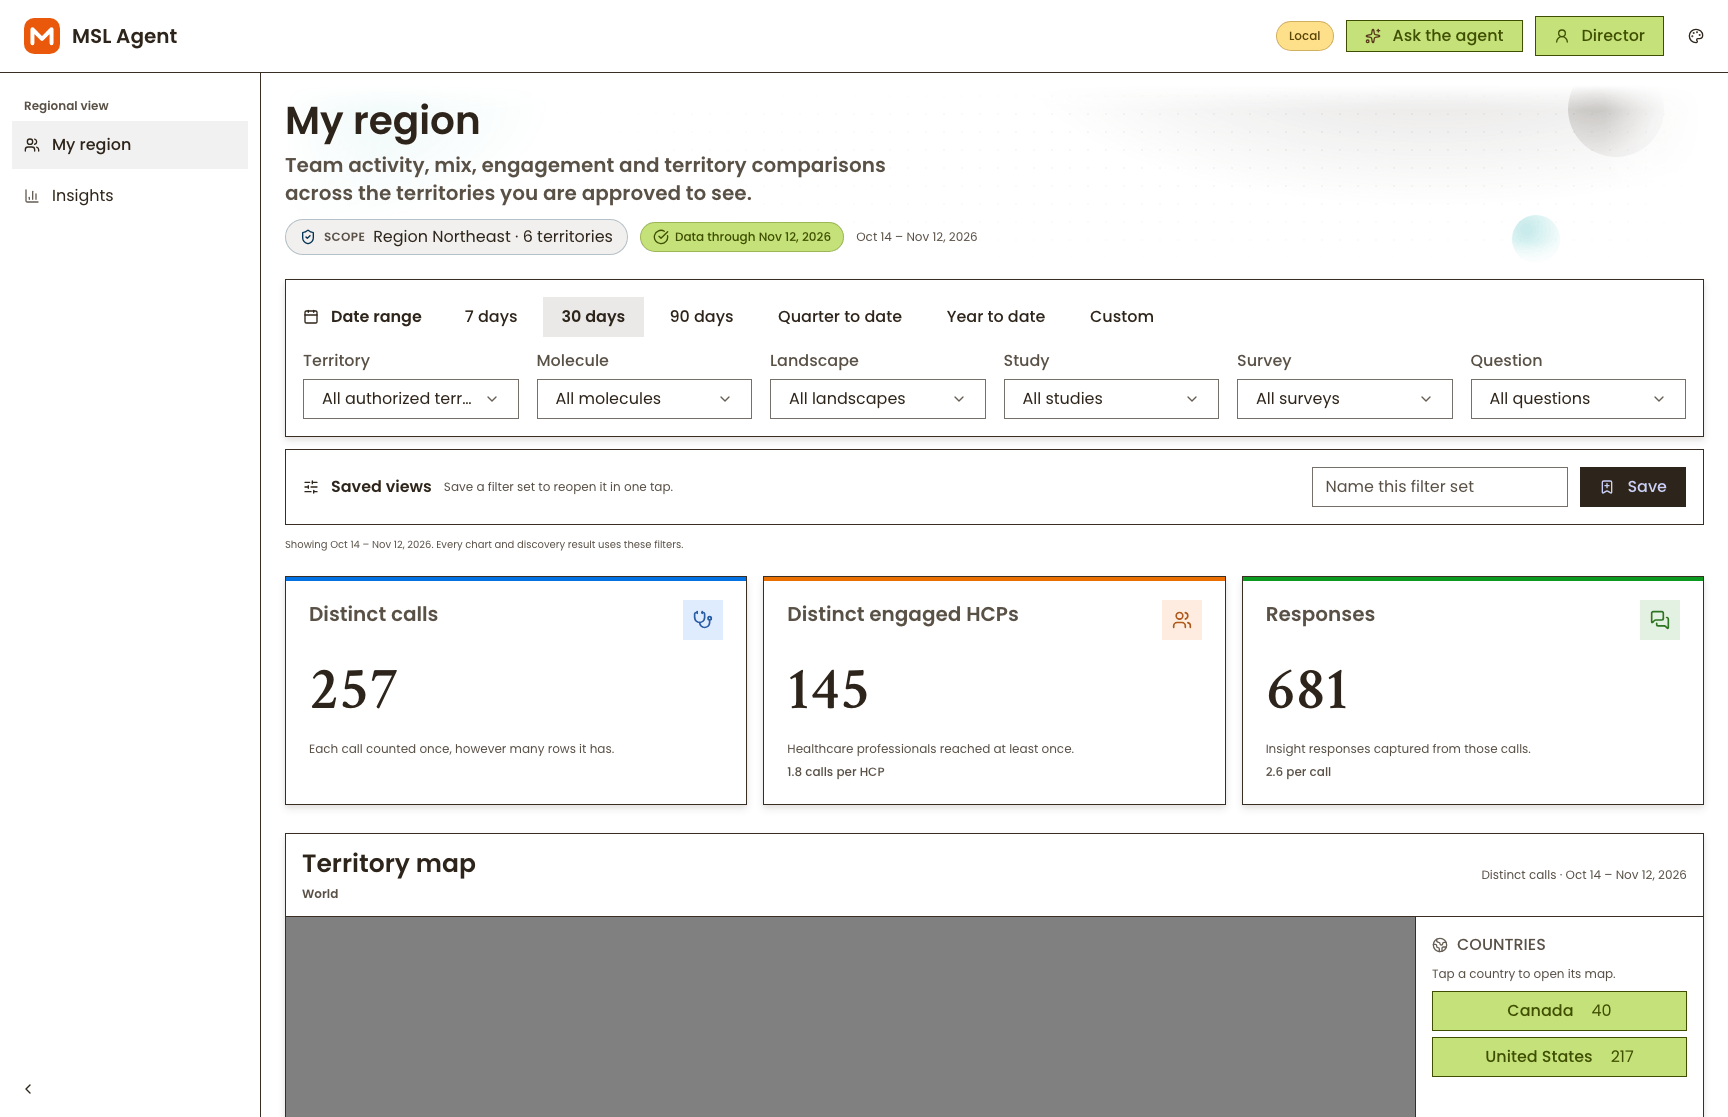 MSL Agent
Local
Ask the agent
Director
Regional view
My region
Insights
My region
Team activity, mix, engagement and territory comparisons
across the territories you are approved to see.
SCOPE Region Northeast · 6 territories
Data through Nov 12, 2026
Oct 14 – Nov 12, 2026
Date range
7 days
30 days
90 days
Quarter to date
Year to date
Custom
Territory
Molecule
Landscape
Study
Survey
Question
All authorized terr...
All molecules
All landscapes
All studies
All surveys
All questions
Saved views
Save a filter set to reopen it in one tap.
Name this filter set
Save
Showing Oct 14 – Nov 12, 2026. Every chart and discovery result uses these filters.
Distinct calls
257
Each call counted once, however many rows it has.
Distinct engaged HCPs
145
Healthcare professionals reached at least once.
1.8 calls per HCP
Responses
681
Insight responses captured from those calls.
2.6 per call
Territory map
World
Distinct calls · Oct 14 – Nov 12, 2026
COUNTRIES
Tap a country to open its map.
Canada 40
United States 217